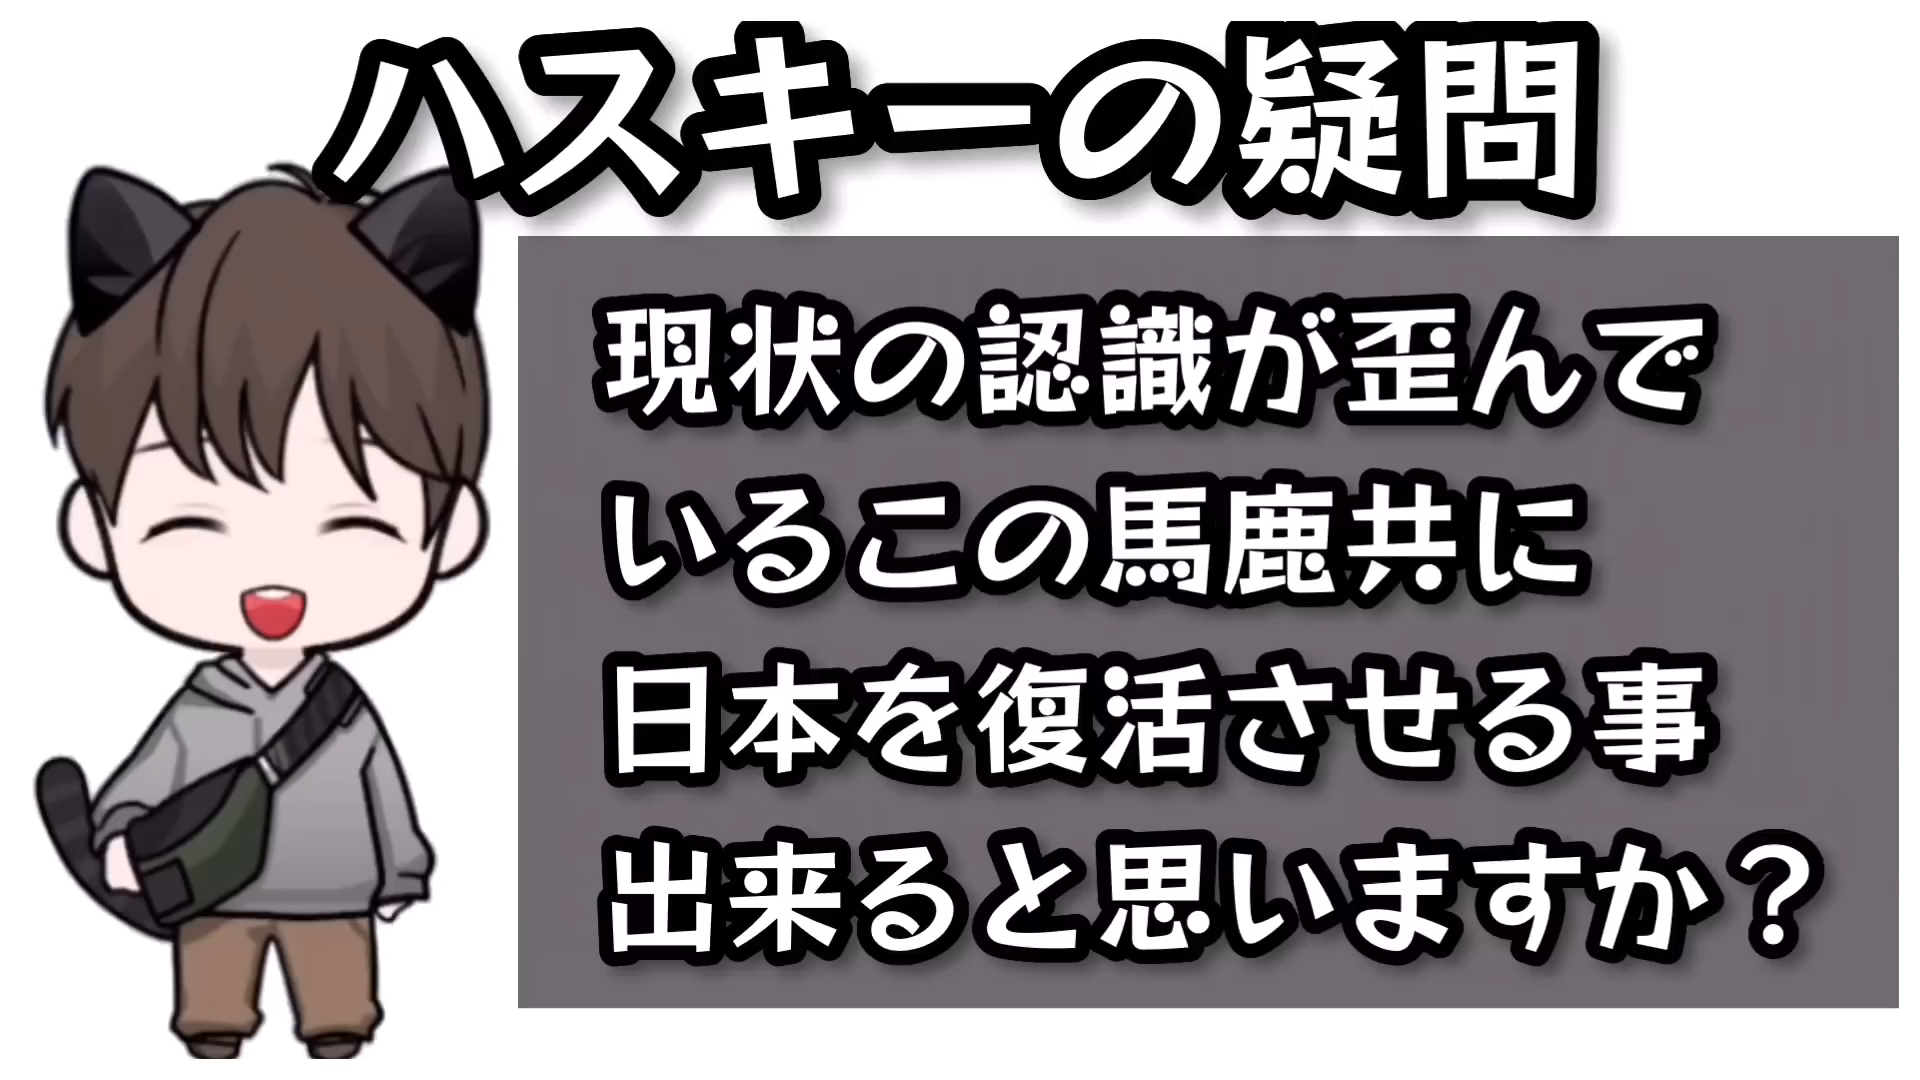 ハスキーの疑問
現状の認識が歪んで
いるこの馬鹿共に
日本を復活させる事
出来ると思いますか？